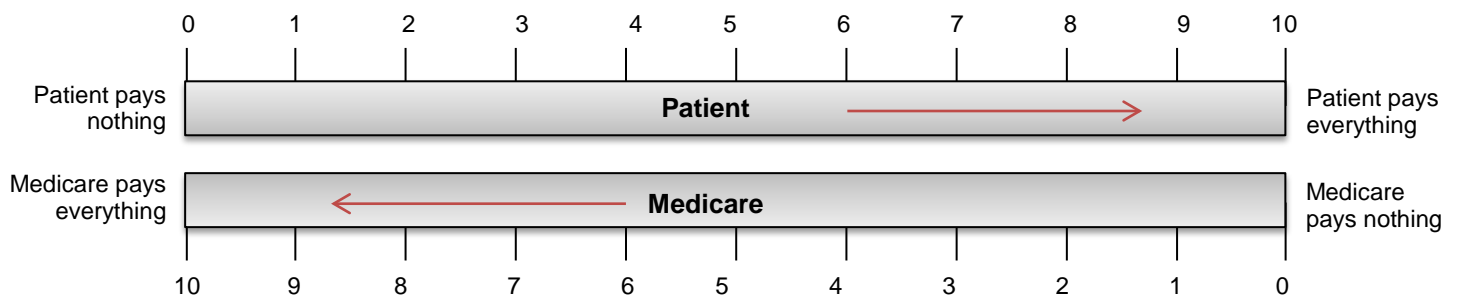 0 1 2 3 4 5 6 7 8 9 10
Patient pays
nothing
Patient
Patient pays
everything
Medicare pays
everything
Medicare
Medicare
pays nothing
10 9 8 7 6 5 4 3 2 1 0